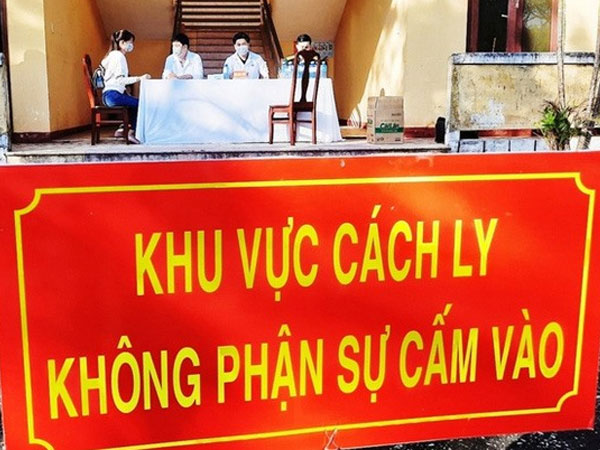 KHU VỰC CÁCH LY
KHÔNG PHẬN SỰ CẤM VÀO